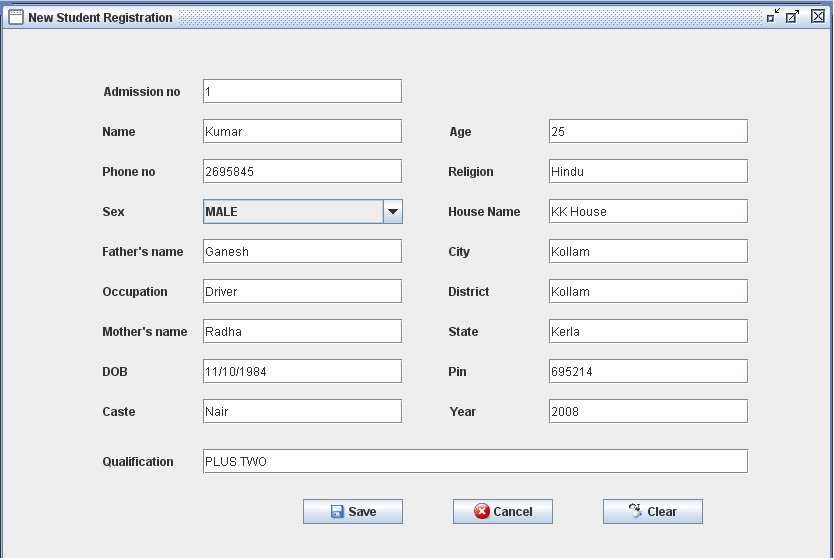 New Student Registration
Admission no 1
Name Kumar Age 25
Phone no 2695845 Religion Hindu
Sex MALE House Name KK House
Father's name Ganesh City Kollam
Occupation Driver District Kollam
Mother's name Radha State Kerla
DOB 11/10/1984 Pin 695214
Caste Nair Year 2008
Qualification PLUS TWO
Save Cancel Clear